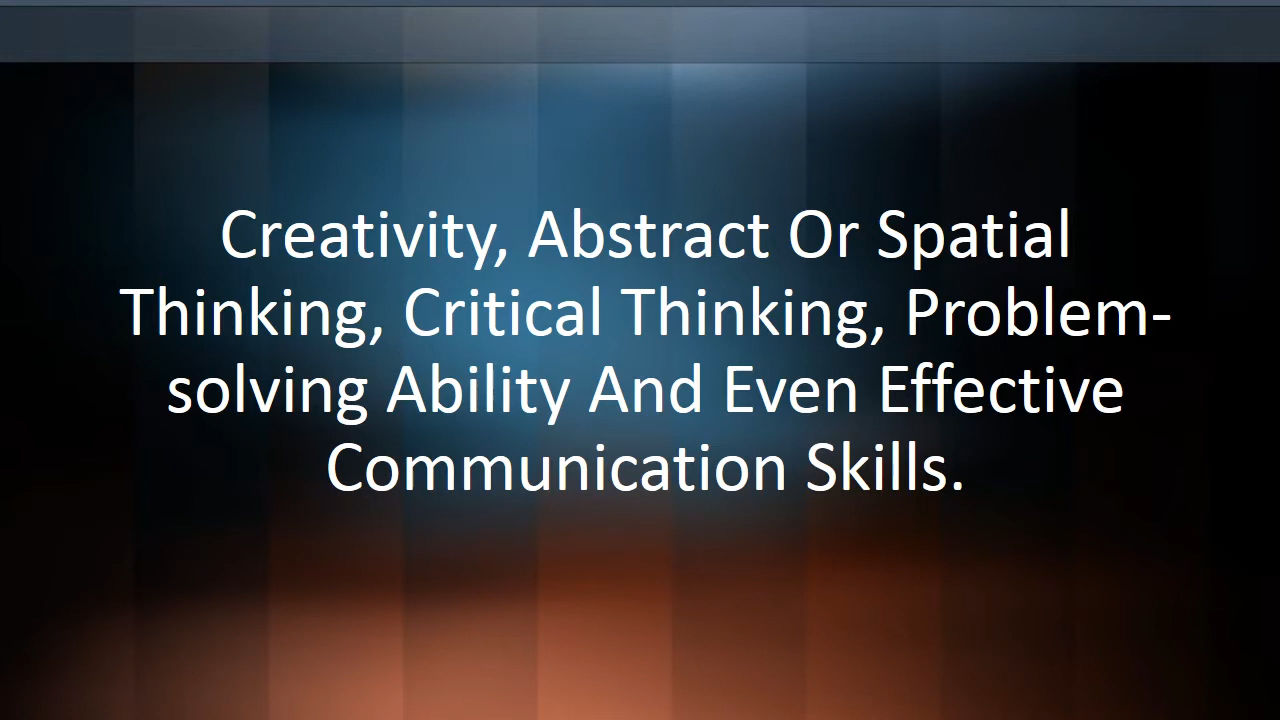 Creativity, Abstract Or Spatial
Thinking, Critical Thinking, Problem-
solving Ability And Even Effective
Communication Skills.